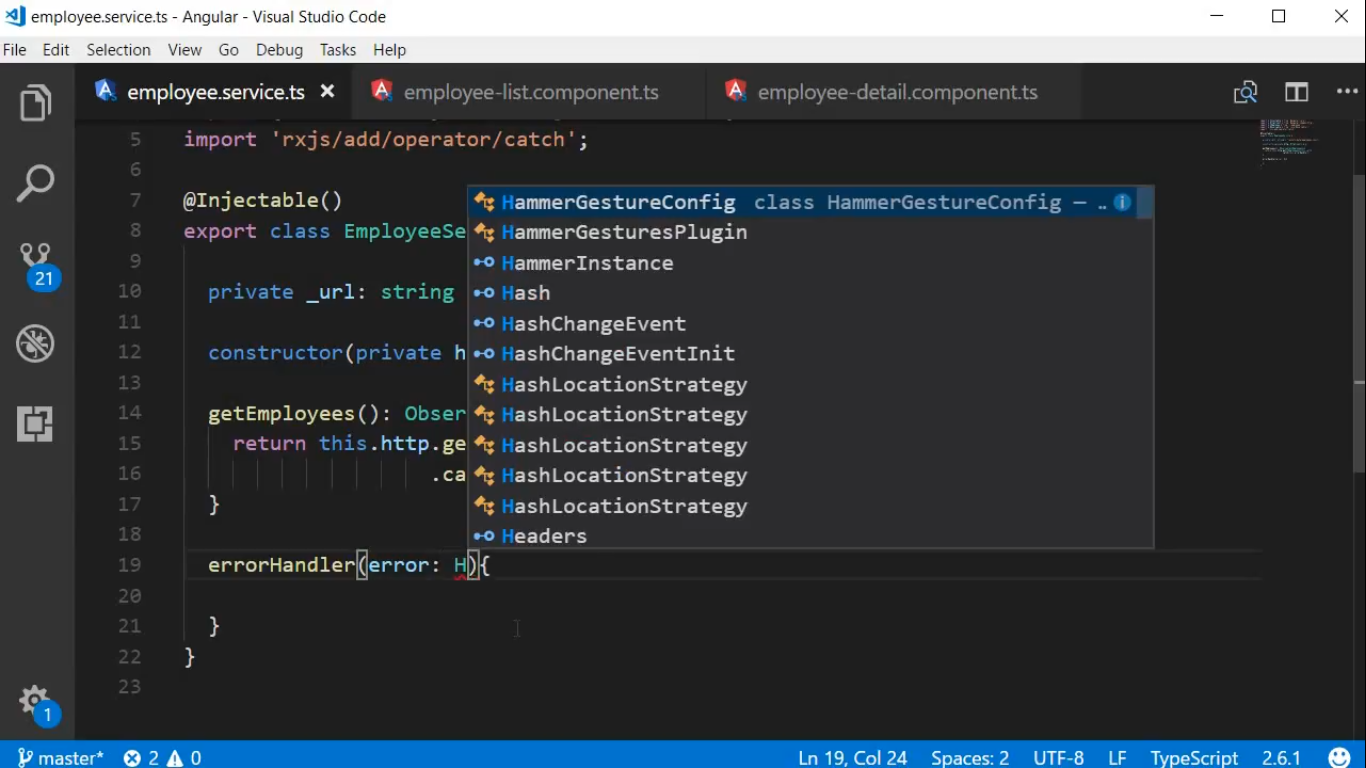 employee.service.ts - Angular - Visual Studio Code
File Edit Selection View Go Debug Tasks Help
employee.service.ts employee-list.component.ts employee-detail.component.ts
5 import 'rxjs/add/operator/catch';
6
7 @Injectable()
8 export class EmployeeSe
9
10 private _url: string
11
12 constructor(private h
13
14 getEmployees(): Obser
15 return this.http.ge
16 .ca
17 }
18
19 errorHandler(error: H){
20
21 }
22 }
23
HammerGestureConfig class HammerGestureConfig — ..
HammerGesturesPlugin
HammerInstance
Hash
HashChangeEvent
HashChangeEventInit
HashLocationStrategy
HashLocationStrategy
HashLocationStrategy
HashLocationStrategy
HashLocationStrategy
Headers
21
1
master* 2 0 Ln 19, Col 24 Spaces: 2 UTF-8 LF TypeScript 2.6.1